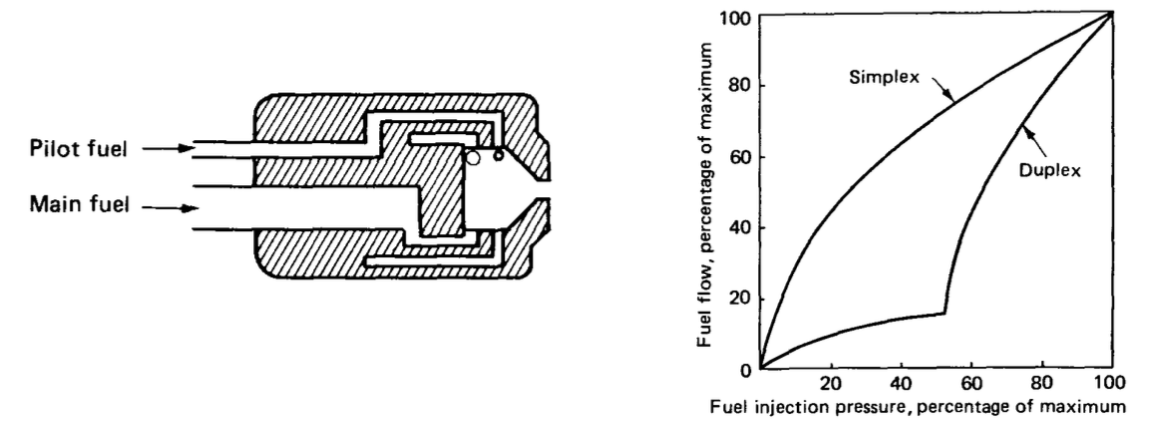 Pilot fuel
Main fuel
Fuel flow, percentage of maximum
100
80
60
40
20
0
Simplex
Duplex
20
40
60
80
100
Fuel injection pressure, percentage of maximum